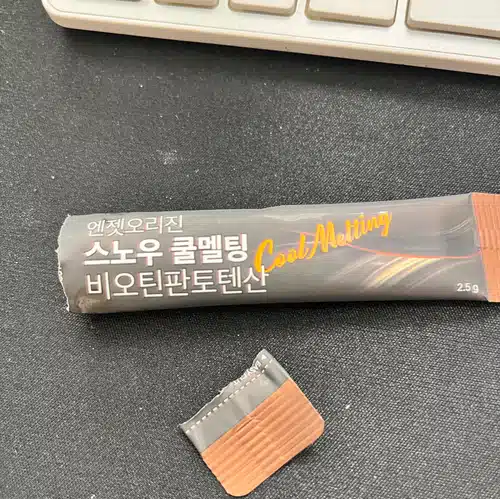 엔젯오리진
스노우 쿨멜팅
Cool Melting
비오틴판토텐산
2.5g